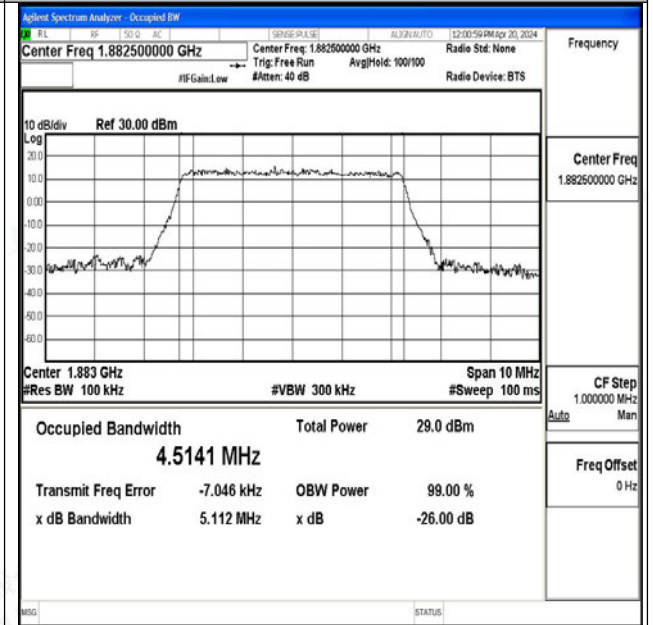 Agilent Spectrum Analyzer - Occupied BW
RL RF 50 Ω AC SENSE:PULSE ALIGN AUTO 12:00:59 PM Apr 20, 2024
Center Freq 1.882500000 GHz
Center Freq: 1.882500000 GHz
Radio Std: None
Trig: Free Run Avg|Hold: 100/100
#IFGain:Low #Atten: 40 dB Radio Device: BTS
Frequency
10 dB/div Ref 30.00 dBm
Log
20.0
10.0
0.00
-10.0
-20.0
-30.0
-40.0
-50.0
-60.0
Center 1.883 GHz Span 10 MHz
#Res BW 100 kHz #VBW 300 kHz #Sweep 100 ms
Occupied Bandwidth Total Power 29.0 dBm
4.5141 MHz
Transmit Freq Error -7.046 kHz OBW Power 99.00 %
x dB Bandwidth 5.112 MHz x dB -26.00 dB
Center Freq
1.882500000 GHz
CF Step
1.000000 MHz
Auto Man
Freq Offset
0 Hz
MSG STATUS